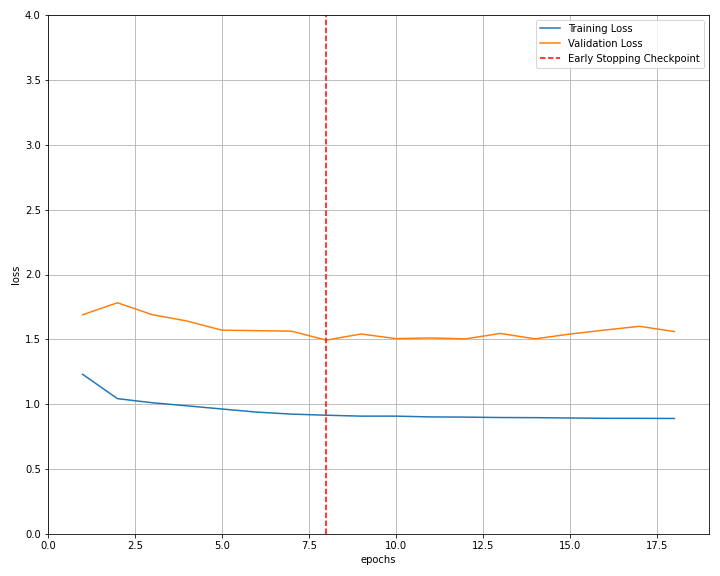 Training Loss
Validation Loss
Early Stopping Checkpoint
4.0
3.5
3.0
2.5
2.0
1.5
1.0
0.5
0.0
loss
0.0 2.5 5.0 7.5 10.0 12.5 15.0 17.5
epochs